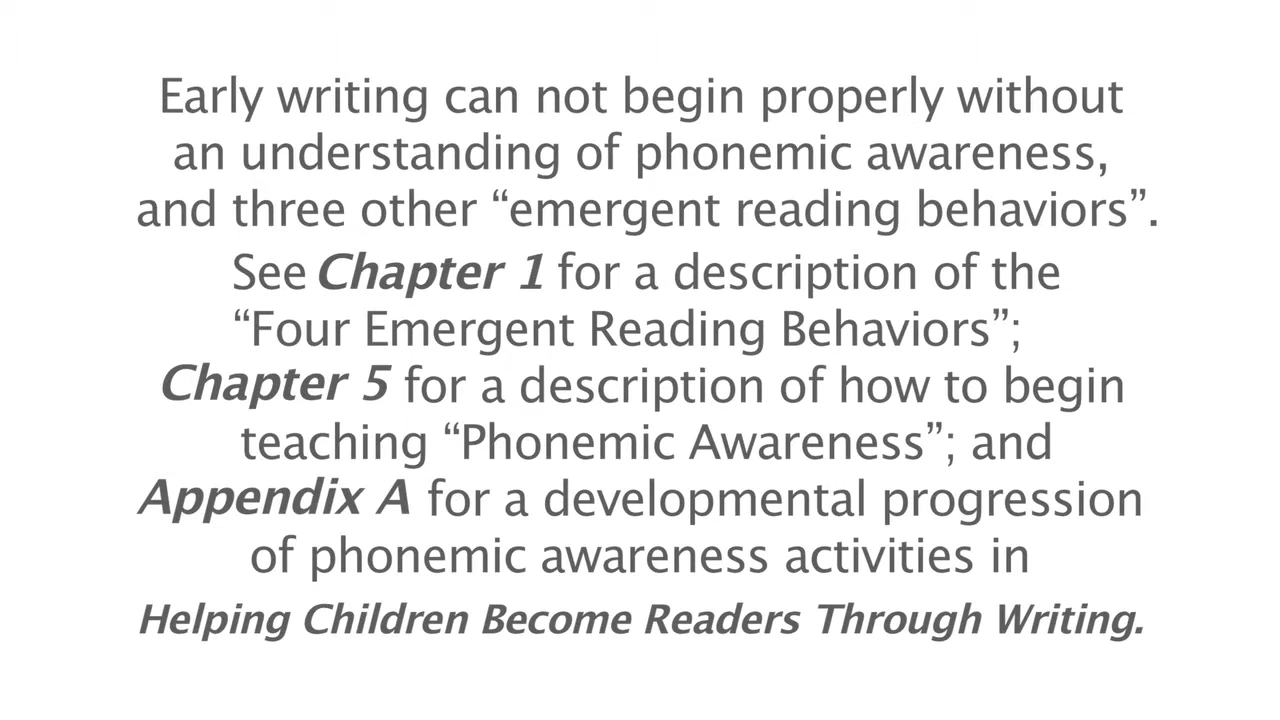 Early writing can not begin properly without
an understanding of phonemic awareness,
and three other “emergent reading behaviors”.
See Chapter 1 for a description of the
“Four Emergent Reading Behaviors”;
Chapter 5 for a description of how to begin
teaching “Phonemic Awareness”; and
Appendix A for a developmental progression
of phonemic awareness activities in
Helping Children Become Readers Through Writing.